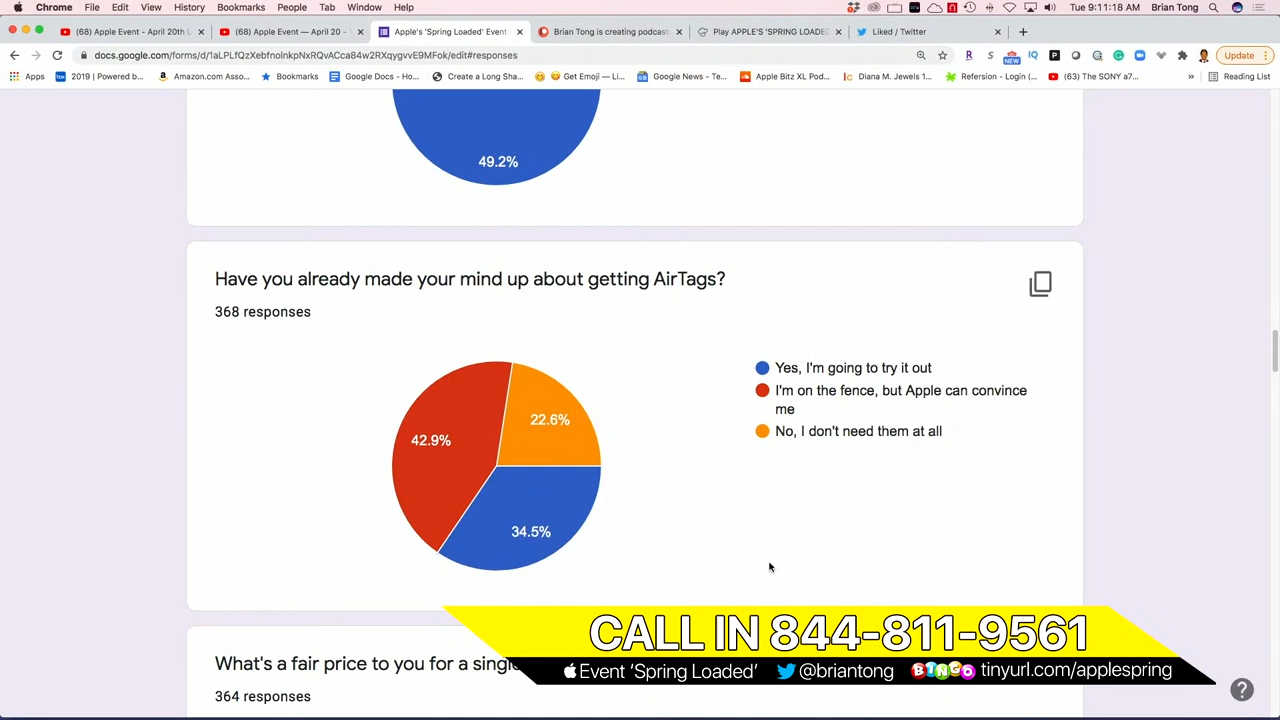 Chrome File Edit View History Bookmarks People Tab Window Help Tue 9:11:18 AM Brian Tong
(68) Apple Event - April 20th L × (68) Apple Event — April 20 - × Apple's 'Spring Loaded' Event × Brian Tong is creating podcast × Play APPLE'S 'SPRING LOADED × Liked / Twitter × +
docs.google.com/forms/d/1aLPLfQzXebfnolnkpNxRQvACca84w2RXqygvvE9MFok/edit#responses Update
Apps 2019 | Powered b... Amazon.com Asso... Bookmarks Google Docs - Ho... Create a Long Sha... Get Emoji — Li... Google News - Te... Apple Bitz XL Pod... Diana M. Jewels 1... Refersion - Login (... (63) The SONY a7... » Reading List
49.2%
Have you already made your mind up about getting AirTags?
368 responses
Yes, I'm going to try it out
I'm on the fence, but Apple can convince
me
No, I don't need them at all
22.6%
42.9%
34.5%
CALL IN 844-811-9561
What's a fair price to you for a single
Event 'Spring Loaded' @briantong BINGO tinyurl.com/applespring
364 responses